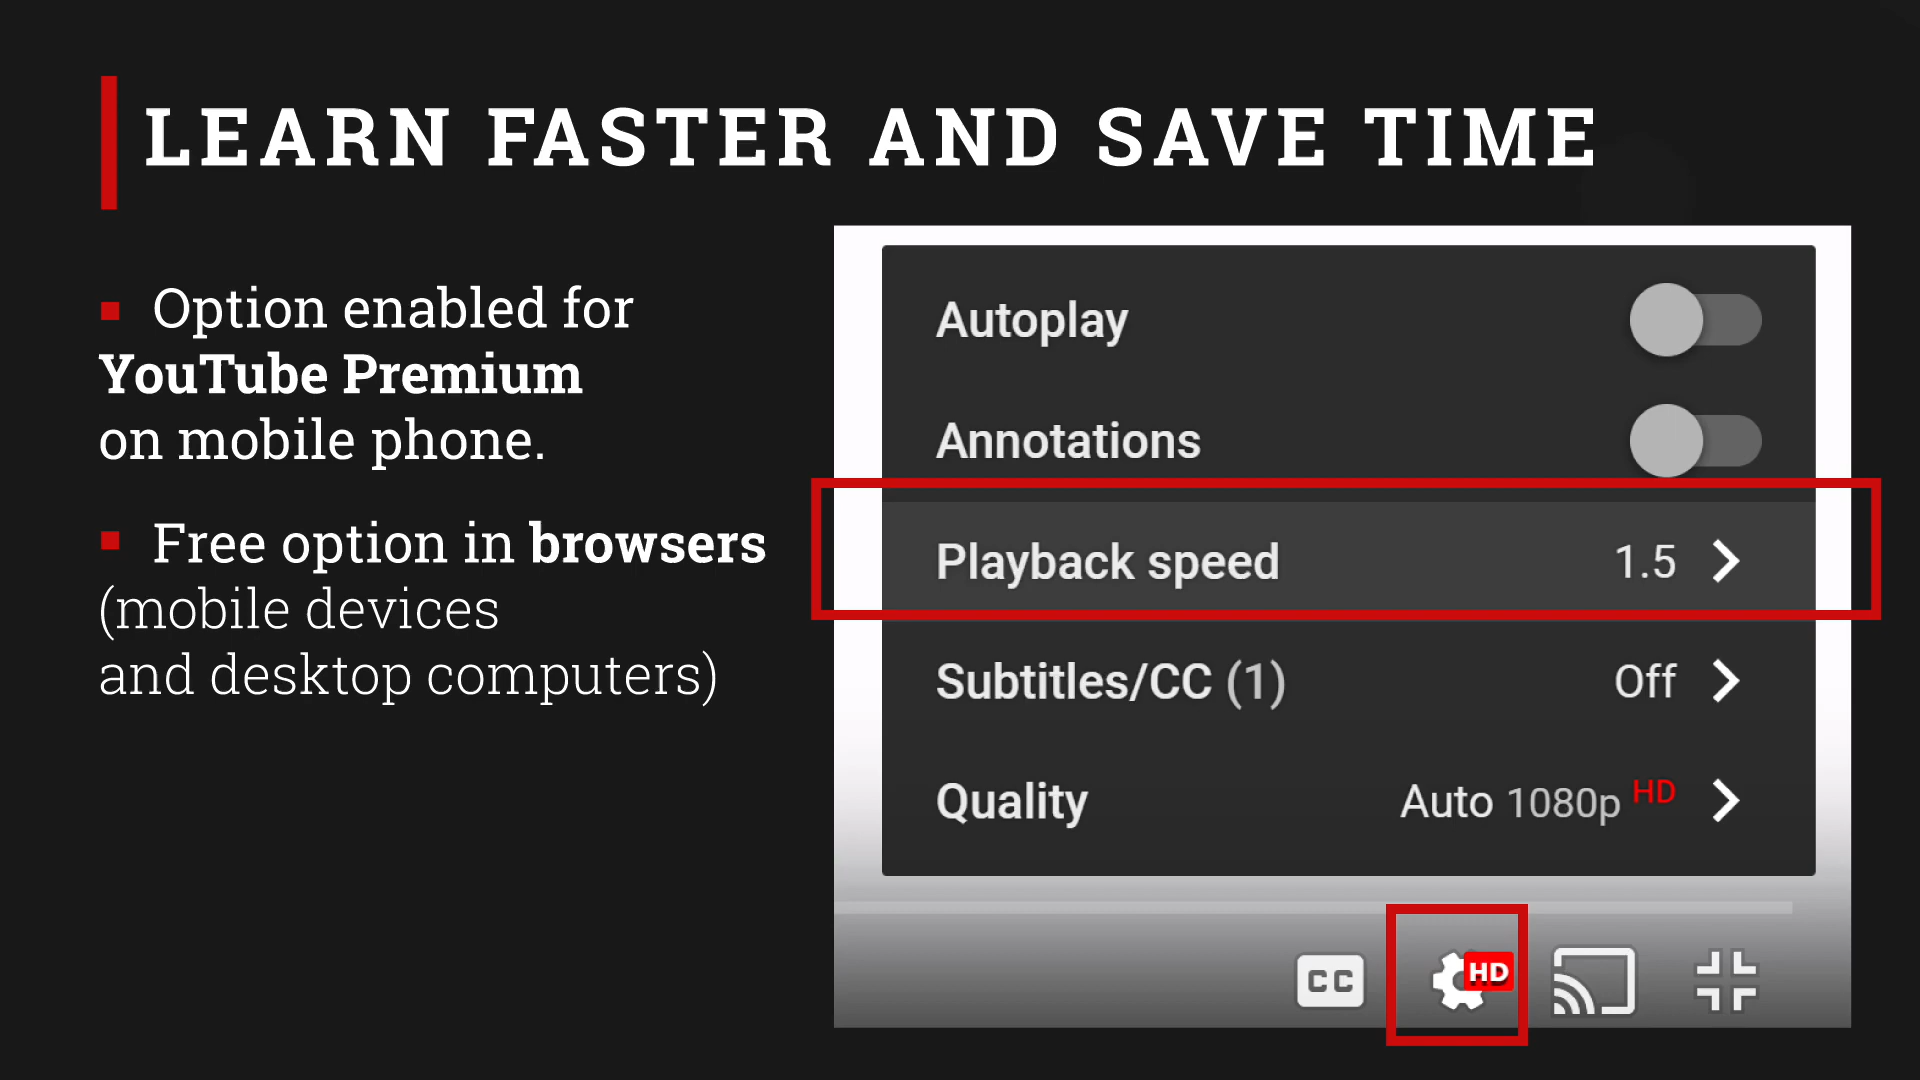 LEARN FASTER AND SAVE TIME
Option enabled for
YouTube Premium
on mobile phone.
Free option in browsers
(mobile devices
and desktop computers)
Autoplay
Annotations
Playback speed 1.5
Subtitles/CC (1) Off
Quality Auto 1080p HD
CC HD